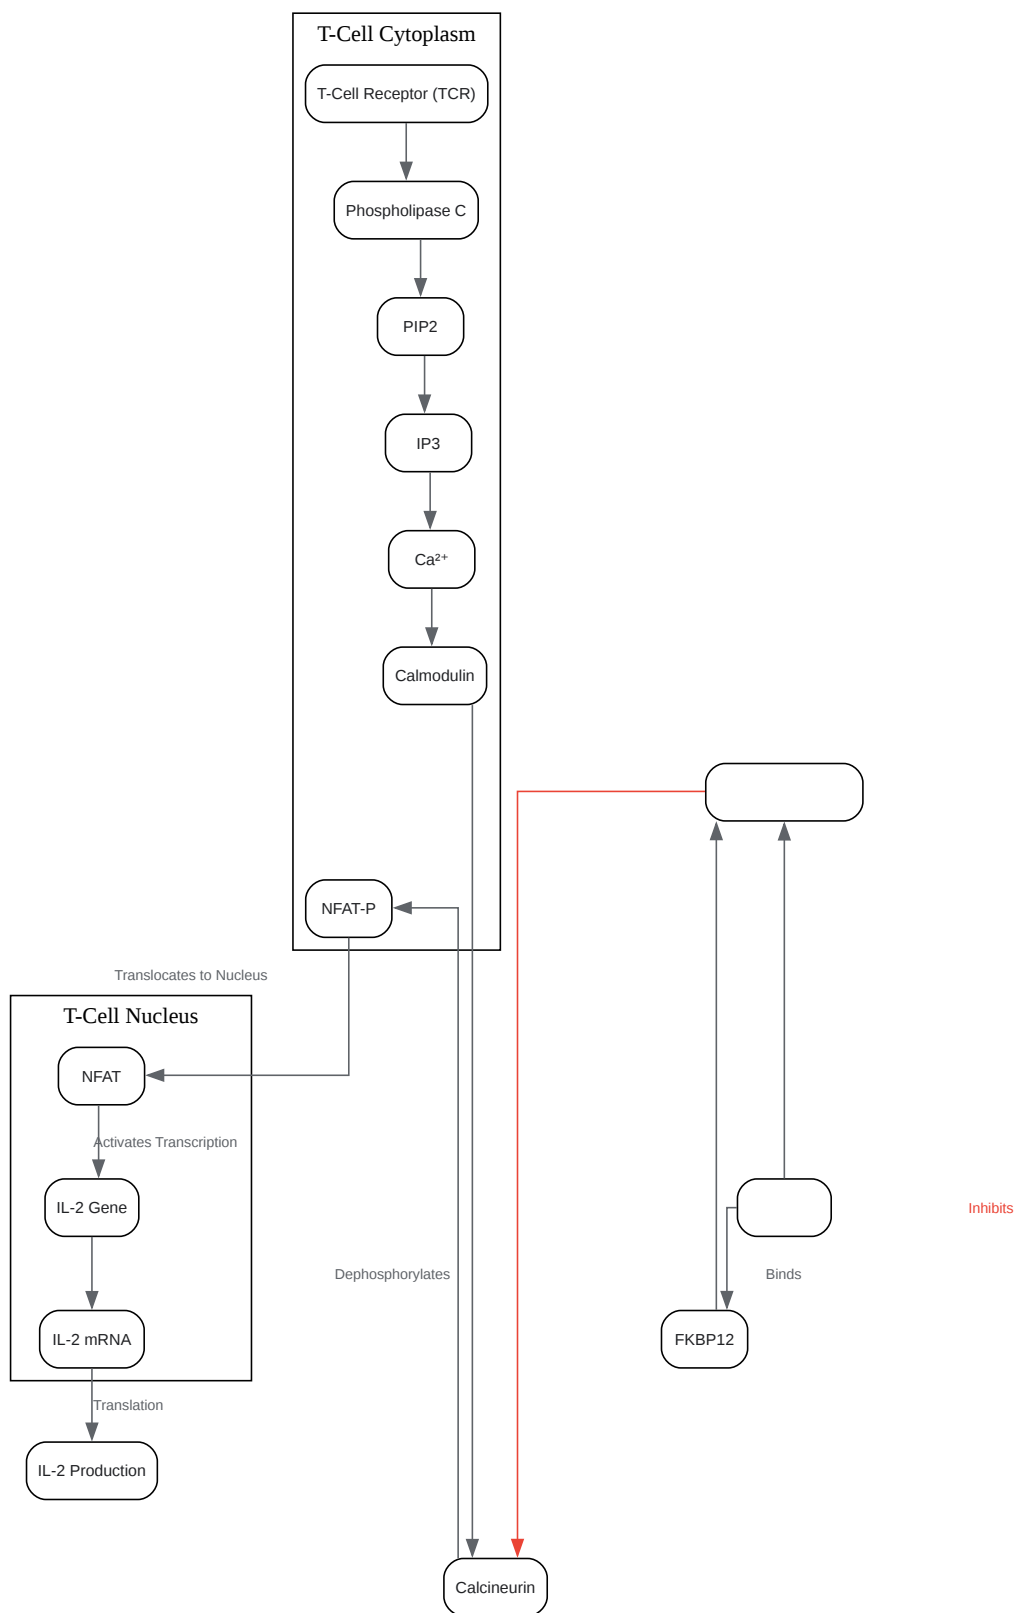 T-Cell Cytoplasm
T-Cell Receptor (TCR)
Phospholipase C
PIP2
IP3
Ca²⁺
Calmodulin
NFAT-P
Translocates to Nucleus
T-Cell Nucleus
NFAT
Activates Transcription
IL-2 Gene
Inhibits
Dephosphorylates
Binds
IL-2 mRNA
FKBP12
Translation
IL-2 Production
Calcineurin